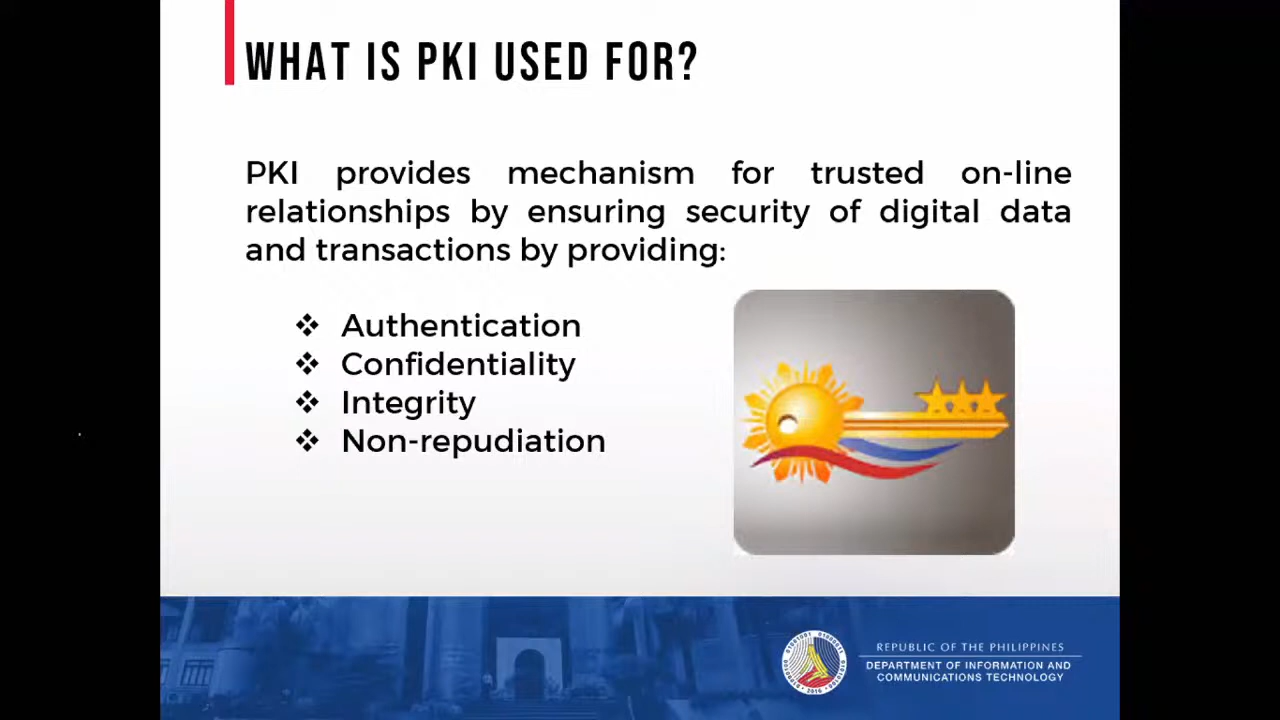 WHAT IS PKI USED FOR?
PKI provides mechanism for trusted on-line
relationships by ensuring security of digital data
and transactions by providing:
❖ Authentication
❖ Confidentiality
❖ Integrity
❖ Non-repudiation
REPUBLIC OF THE PHILIPPINES
DEPARTMENT OF INFORMATION AND
COMMUNICATIONS TECHNOLOGY
2016